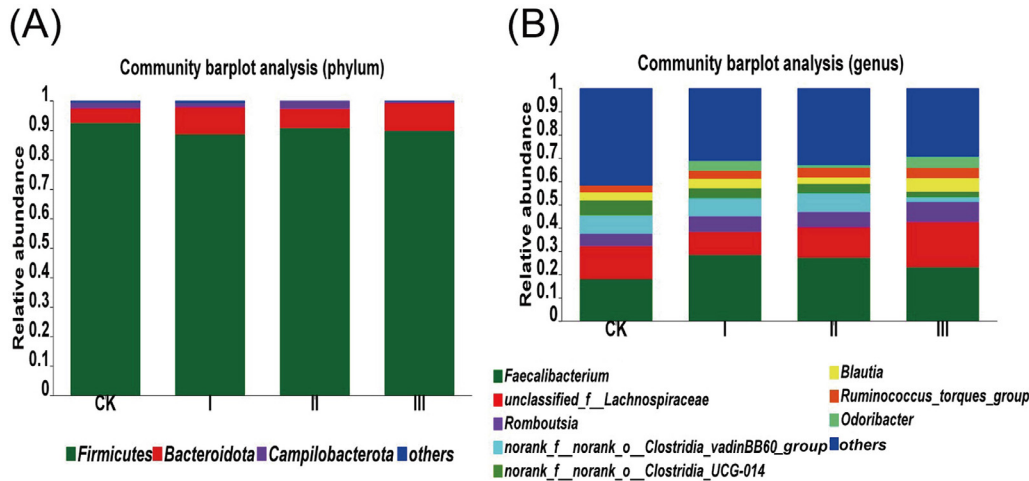 (A)
Community barplot analysis (phylum)
Relative abundance
1
0.9
0.8
0.7
0.6
0.5
0.4
0.3
0.2
0.1
0
CK I II III
Firmicutes Bacteroidota Campilobacterota others
(B)
Community barplot analysis (genus)
Relative abundance
1
0.9
0.8
0.7
0.6
0.5
0.4
0.3
0.2
0.1
0
CK I II III
Faecalibacterium
unclassified_f__Lachnospiraceae
Romboutsia
norank_f__norank_o__Clostridia_vadinBB60_group
norank_f__norank_o__Clostridia_UCG-014
Blautia
Ruminococcus_torques_group
Odoribacter
others